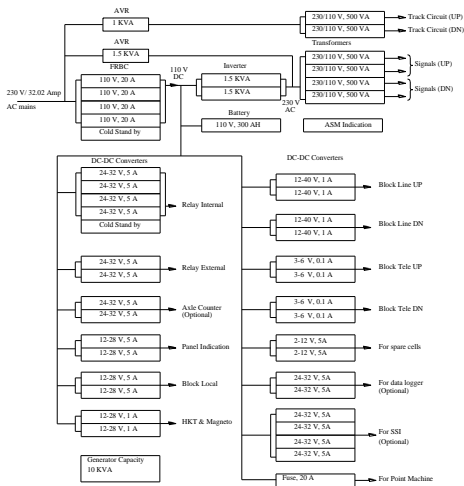 AVR
1 KVA
230/110 V, 500 VA
Track Circuit (UP)
230/110 V, 500 VA
Track Circuit (DN)
AVR
1.5 KVA
Transformers
FRBC
110 V
DC
Inverter
230/110 V, 500 VA
230/110 V, 500 VA
Signals (UP)
230/110 V, 500 VA
230/110 V, 500 VA
Signals (DN)
110 V, 20 A
110 V, 20 A
110 V, 20 A
110 V, 20 A
Cold Stand by
1.5 KVA
1.5 KVA
230 V
AC
230 V/ 32.02 Amp
AC mains
Battery
110 V, 300 AH
ASM Indication
DC-DC Converters
24-32 V, 5 A
24-32 V, 5 A
24-32 V, 5 A
24-32 V, 5 A
Cold Stand by
Relay Internal
24-32 V, 5 A
24-32 V, 5 A
Relay External
24-32 V, 5 A
24-32 V, 5 A
Axle Counter
(Optional)
12-28 V, 5 A
12-28 V, 5 A
Panel Indication
12-28 V, 5 A
12-28 V, 5 A
Block Local
12-28 V, 1 A
12-28 V, 1 A
HKT & Magneto
Generator Capacity
10 KVA
DC-DC Converters
12-40 V, 1 A
12-40 V, 1 A
Block Line UP
12-40 V, 1 A
12-40 V, 1 A
Block Line DN
3-6 V, 0.1 A
3-6 V, 0.1 A
Block Tele UP
3-6 V, 0.1 A
3-6 V, 0.1 A
Block Tele DN
2-12 V, 5A
2-12 V, 5A
For spare cells
24-32 V, 5A
24-32 V, 5A
For data logger
(Optional)
24-32 V, 5A
24-32 V, 5A
24-32 V, 5A
24-32 V, 5A
For SSI
(Optional)
Fuse, 20 A
For Point Machine